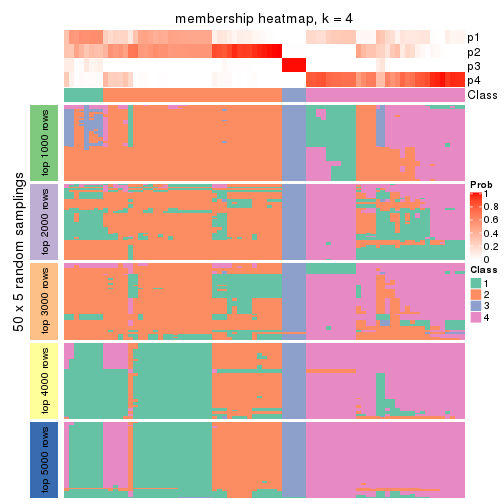 membership heatmap, k = 4
p1
p2
p3
p4
Class
50 x 5 random samplings
top 1000 rows
top 2000 rows
top 3000 rows
top 4000 rows
top 5000 rows
Prob
1
0.8
0.6
0.4
0.2
0
Class
1
2
3
4